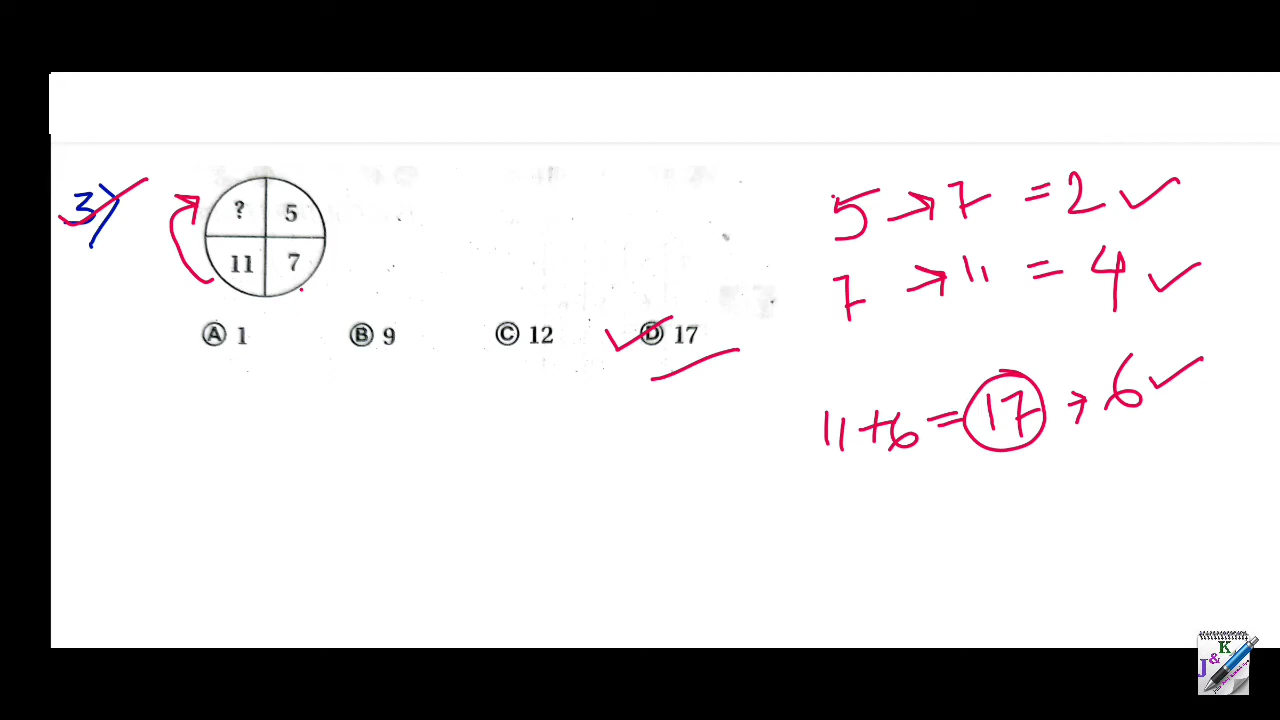 3)
? 5
11 7
Ⓐ 1 Ⓑ 9 Ⓒ 12 Ⓓ 17
5 → 7 = 2 ✓
7 → 11 = 4 ✓
11 + 6 = 17 → 6 ✓
J & K